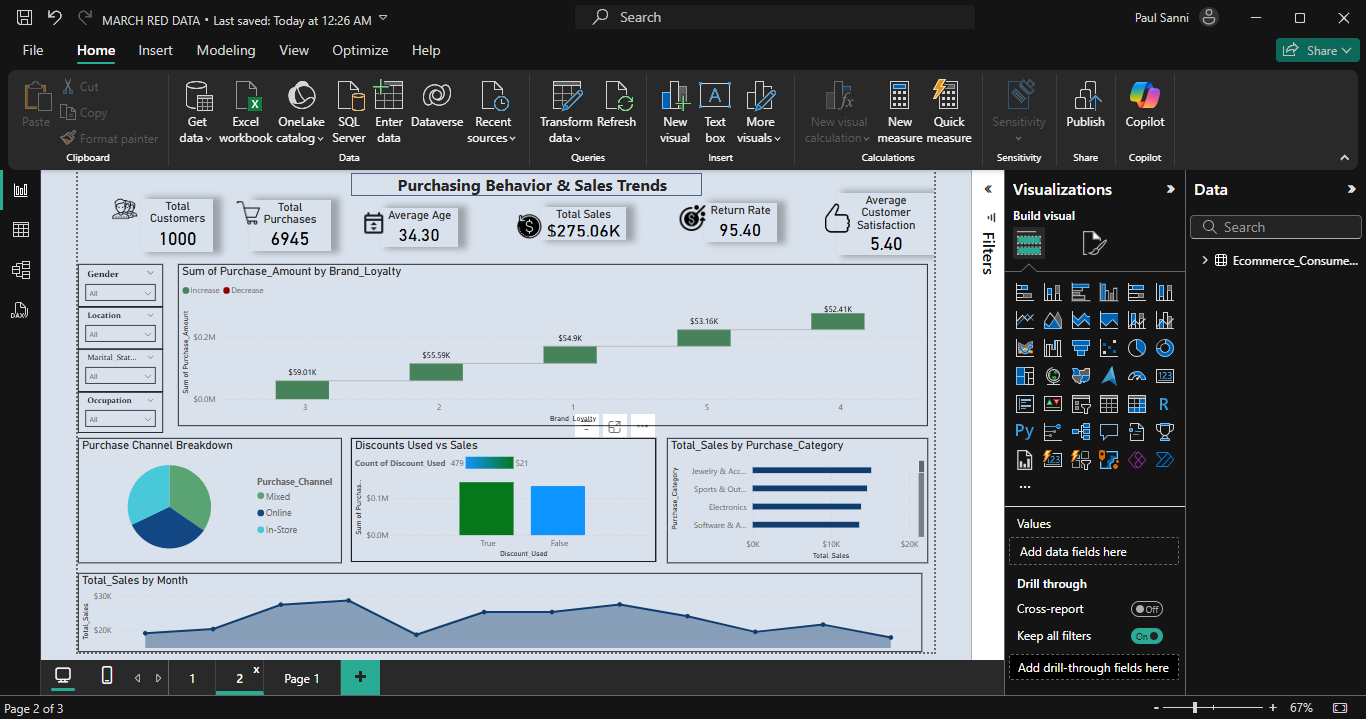 MARCH RED DATA • Last saved: Today at 12:26 AM
Search
Paul Sanni
File Home Insert Modeling View Optimize Help
Share
Paste
Cut
Copy
Format painter
Clipboard
Get data
Excel workbook
OneLake catalog
SQL Server
Enter data
Dataverse
Recent sources
Data
Transform data
Refresh
Queries
New visual
A
Text box
More visuals
Insert
New visual calculation
New measure
Quick measure
Calculations
Sensitivity
Sensitivity
Publish
Share
Copilot
Copilot
DAX
Purchasing Behavior & Sales Trends
Total Customers
1000
Total Purchases
6945
Average Age
34.30
Total Sales
$275.06K
Return Rate
95.40
Average Customer Satisfaction
5.40
Gender
All
Location
All
Marital_Stat...
All
Occupation
All
Sum of Purchase_Amount by Brand_Loyalty
Increase Decrease
Sum of Purchase_Amount
$0.2M
$0.0M
$59.01K
$55.59K
$54.9K
$53.16K
$52.41K
3 2 1 5 4
Brand_Loyalty
Purchase Channel Breakdown
Purchase_Channel
Mixed
Online
In-Store
Discounts Used vs Sales
Count of Discount_Used 479 521
Sum of Purchas...
$0.1M
$0.0M
True False
Discount_Used
Total_Sales by Purchase_Category
Purchase_Category
Jewelry & Acc...
Sports & Out...
Electronics
Software & A...
$0K $10K $20K
Total_Sales
Total_Sales by Month
Total_Sales
$30K
$20K
Filters
Visualizations
Build visual
123
R
Py
123
...
Values
Add data fields here
Drill through
Cross-report
Off
Keep all filters
On
Add drill-through fields here
Data
Search
Ecommerce_Consume...
1
2
x
Page 1
+
Page 2 of 3
- + 67%